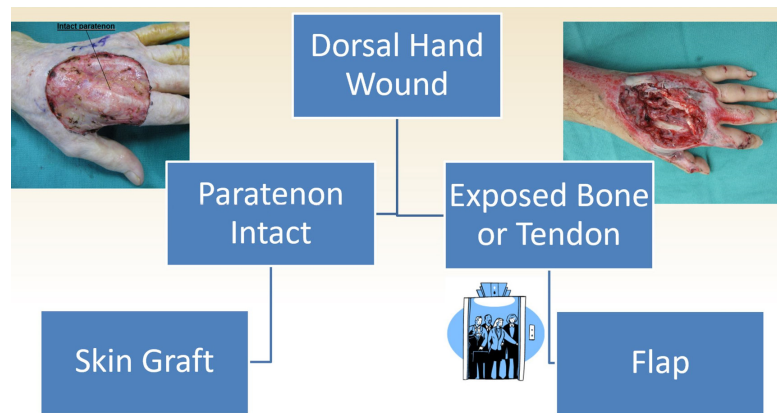 Intact paratenon
Dorsal Hand
Wound
Paratenon
Intact
Exposed Bone
or Tendon
Skin Graft
Flap